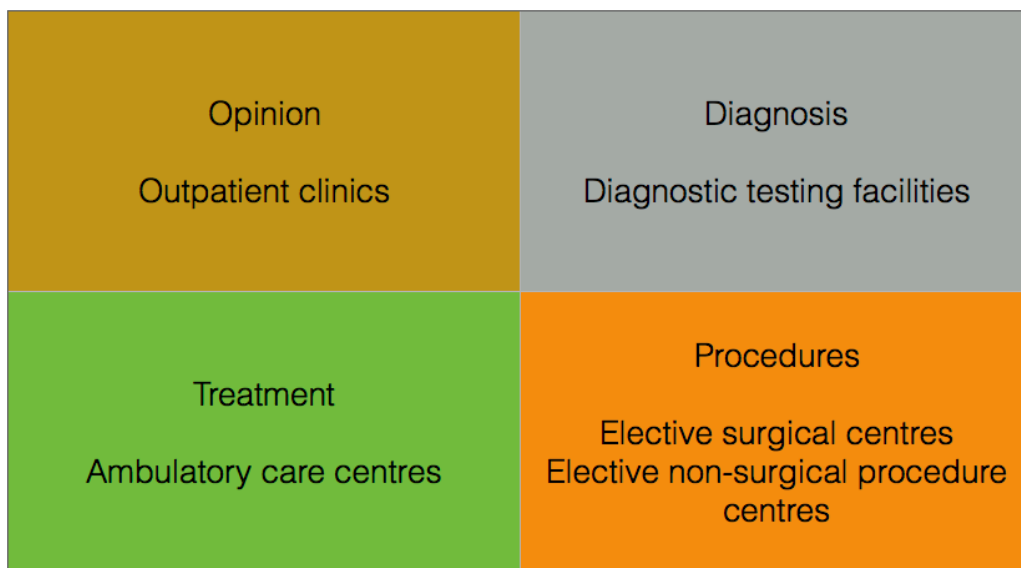 Opinion
Outpatient clinics
Diagnosis
Diagnostic testing facilities
Treatment
Ambulatory care centres
Procedures
Elective surgical centres
Elective non-surgical procedure
centres